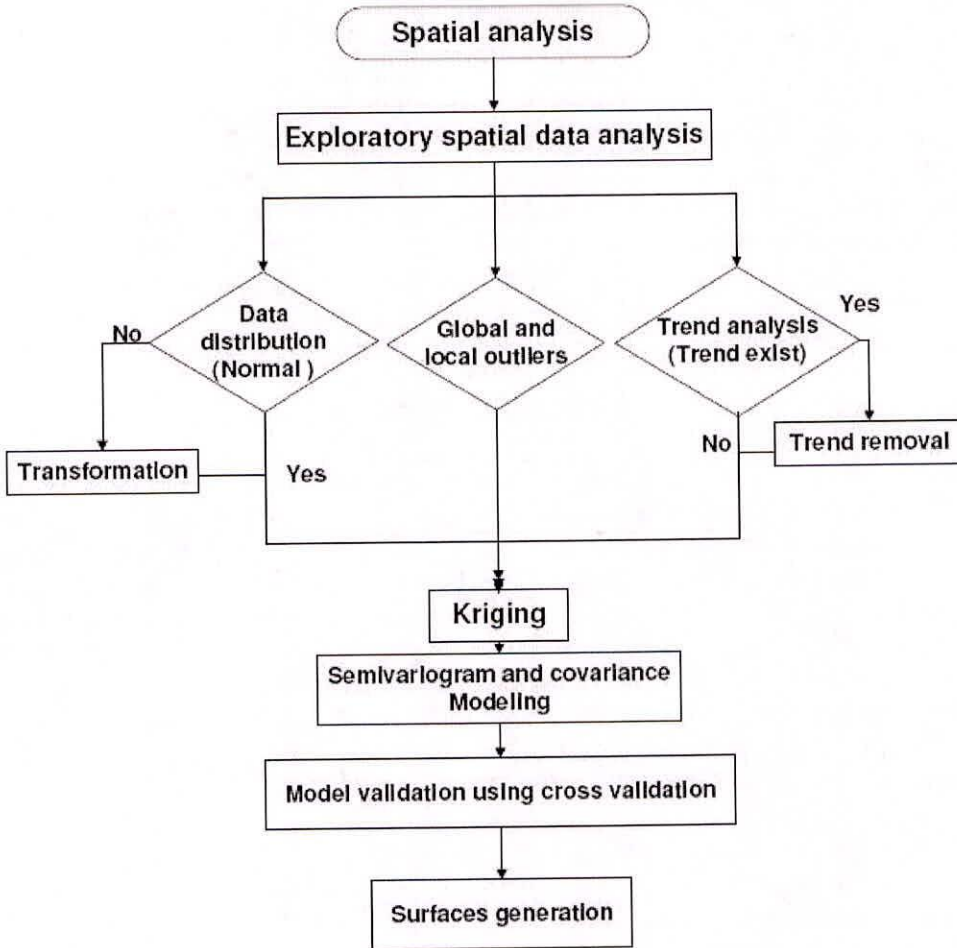 Spatial analysis
Exploratory spatial data analysis
No
Data
distribution
(Normal )
Global and
local outliers
Trend analysis
(Trend exist)
Yes
Transformation
Yes
No
Trend removal
Kriging
Semivariogram and covariance
Modeling
Model validation using cross validation
Surfaces generation